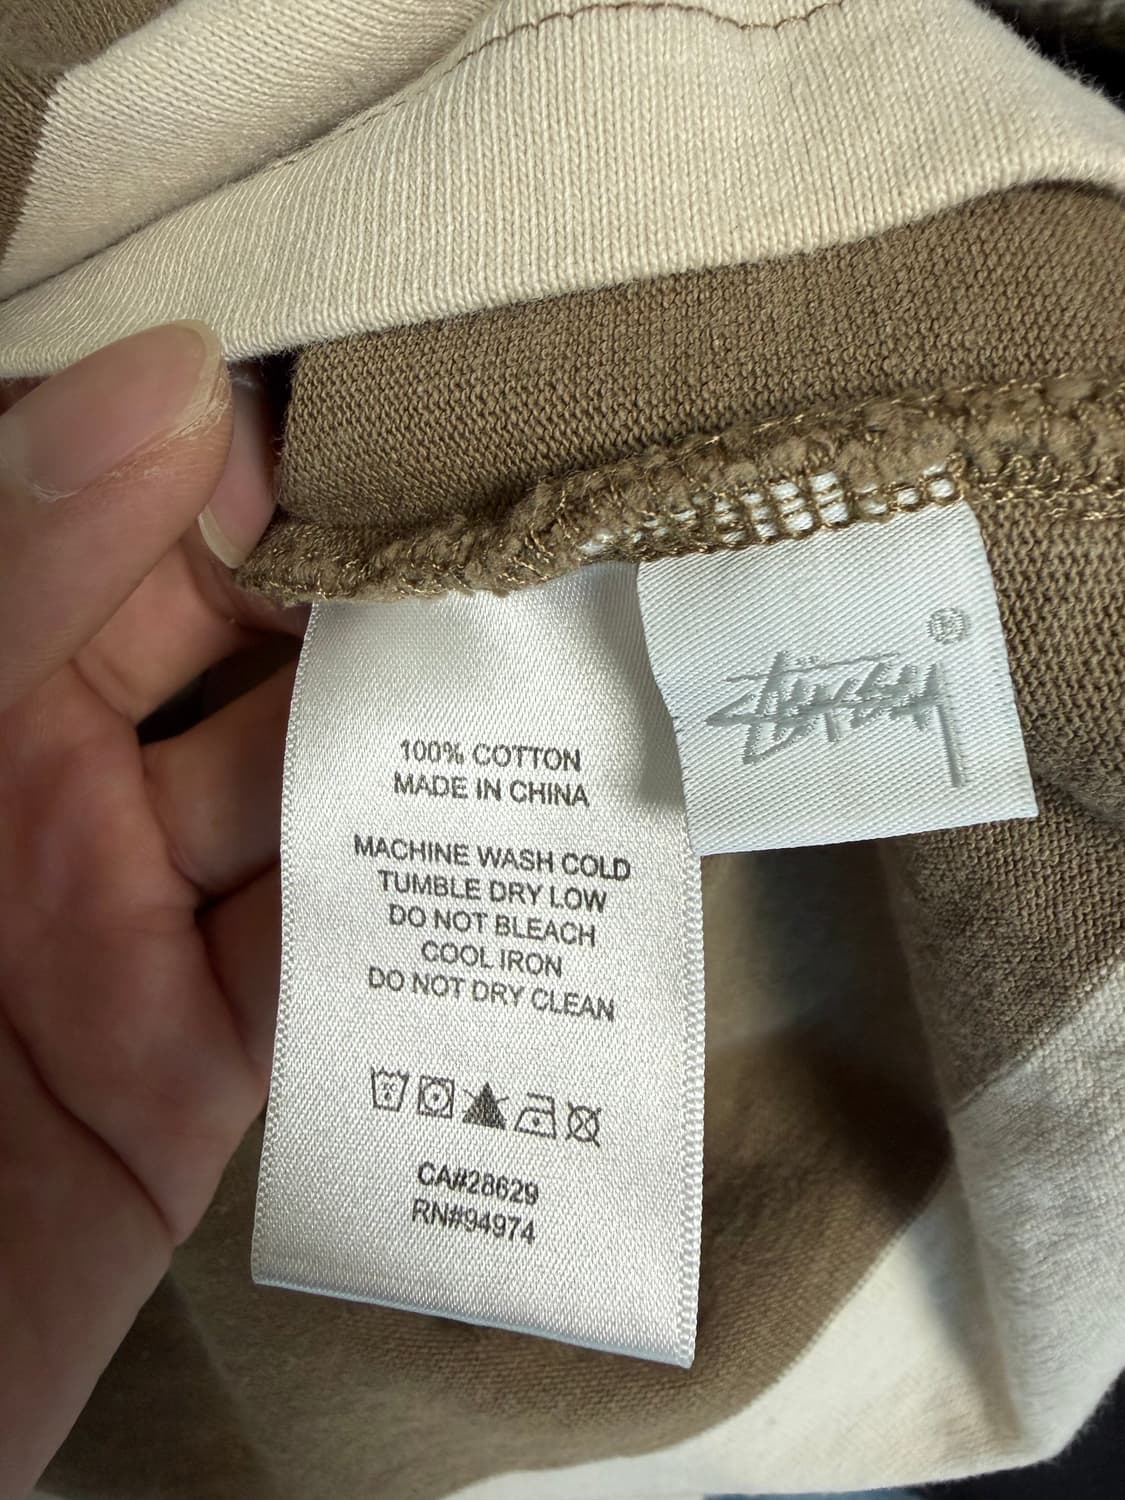 100% COTTON
MADE IN CHINA
MACHINE WASH COLD
TUMBLE DRY LOW
DO NOT BLEACH
COOL IRON
DO NOT DRY CLEAN
CA#28629
RN#94974
Stüssy ®